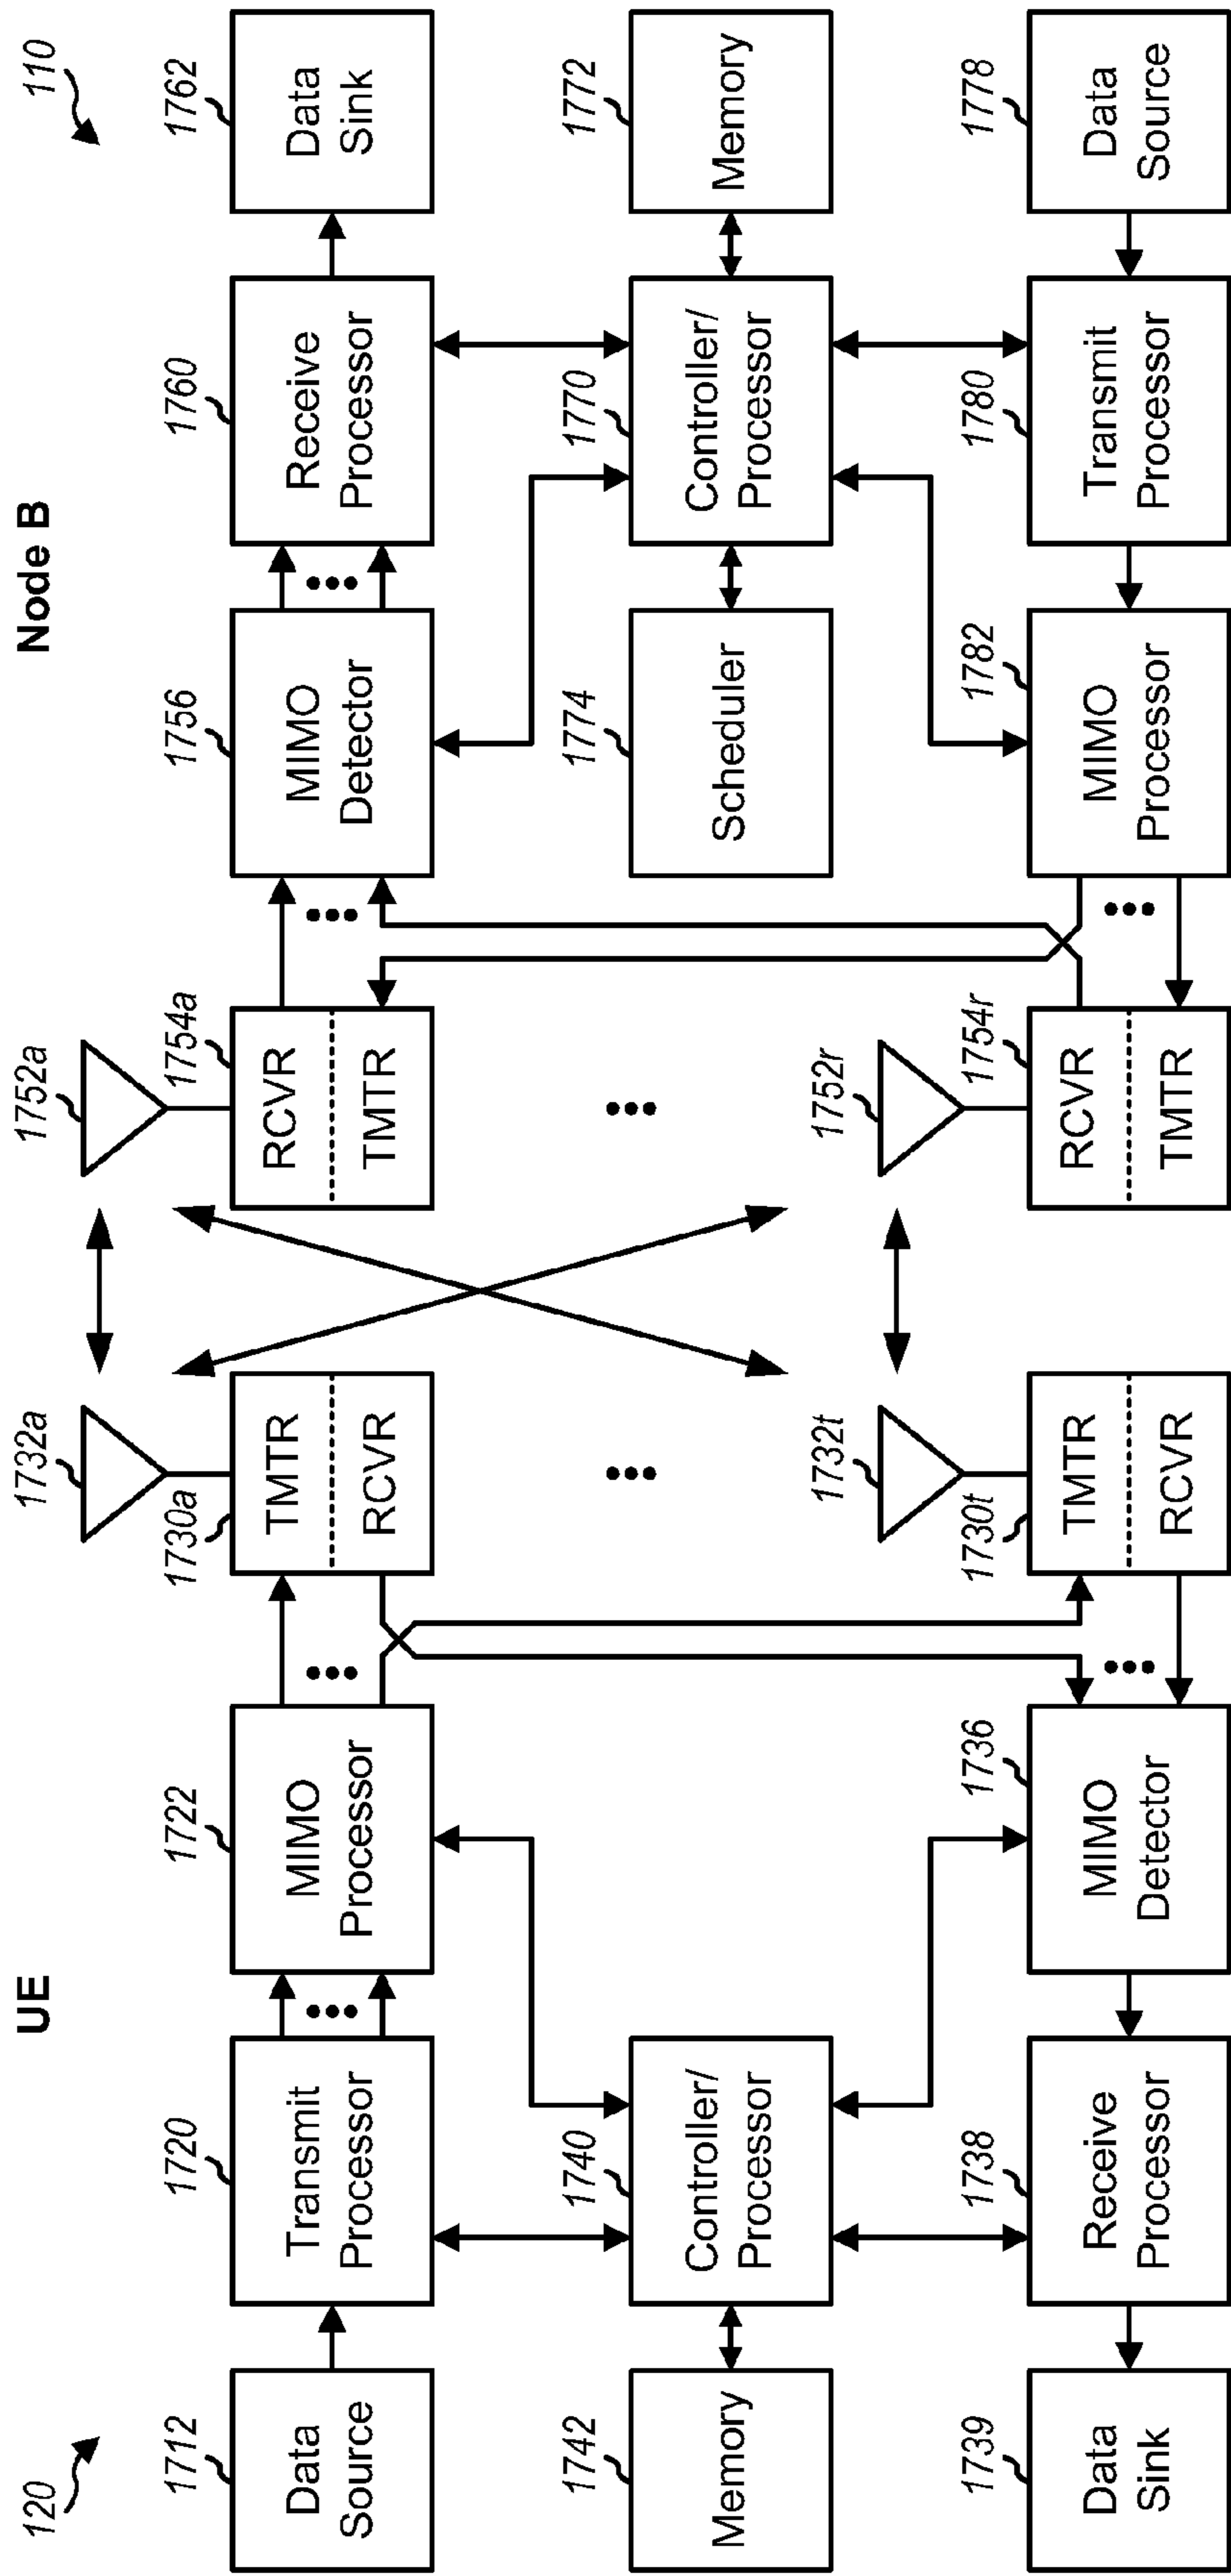 UE
Node B
120
110
1712
Data
Source
1720
Transmit
Processor
1722
MIMO
Processor
1730a
TMTR
RCVR
1732a
1752a
1754a
RCVR
TMTR
1756
MIMO
Detector
1760
Receive
Processor
1762
Data
Sink
1742
Memory
1740
Controller/
Processor
1774
Scheduler
1770
Controller/
Processor
1772
Memory
1739
Data
Sink
1738
Receive
Processor
1736
MIMO
Detector
1730t
TMTR
RCVR
1732t
1752r
1754r
RCVR
TMTR
1782
MIMO
Processor
1780
Transmit
Processor
1778
Data
Source